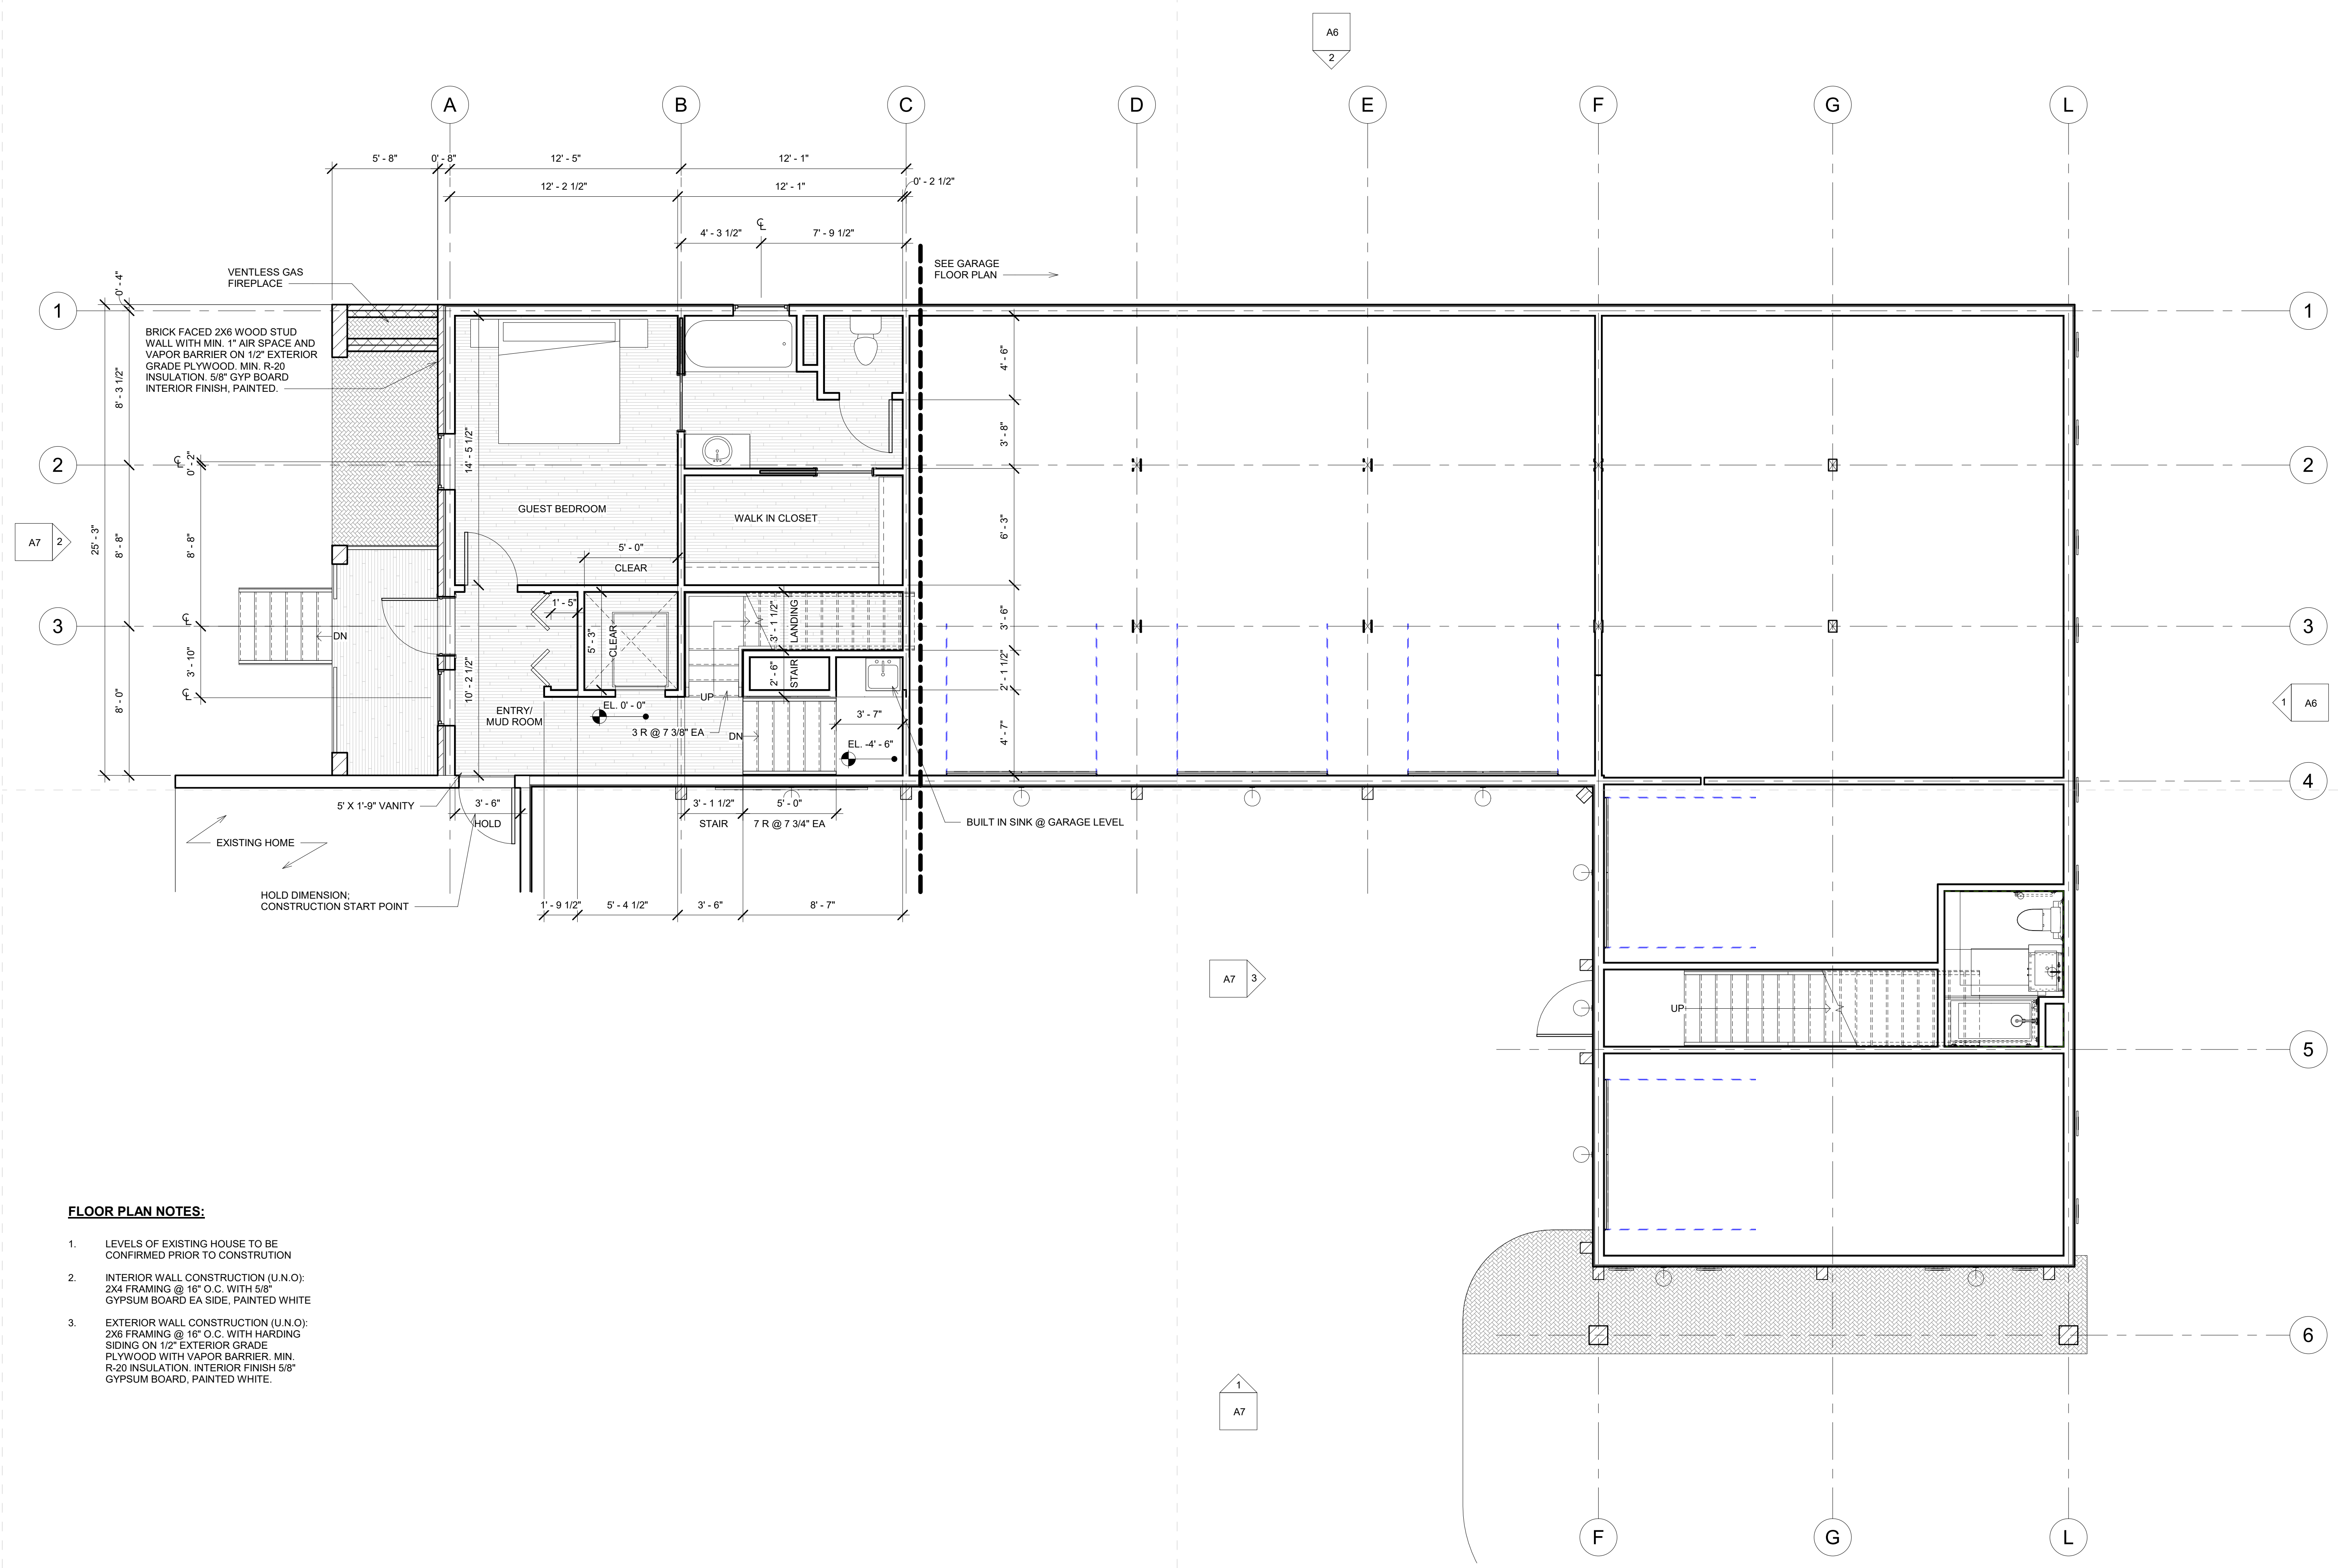 A6
2
A
B
C
D
E
F
G
L
5' - 8"
0' - 8"
12' - 5"
12' - 1"
12' - 2 1/2"
12' - 1"
0' - 2 1/2"
4' - 3 1/2"
7' - 9 1/2"
SEE GARAGE
FLOOR PLAN
VENTLESS GAS
FIREPLACE
0' - 4"
1
1
BRICK FACED 2X6 WOOD STUD
WALL WITH MIN. 1" AIR SPACE AND
VAPOR BARRIER ON 1/2" EXTERIOR
GRADE PLYWOOD. MIN. R-20
INSULATION. 5/8" GYP BOARD
INTERIOR FINISH, PAINTED.
8' - 3 1/2"
4' - 6"
14' - 5 1/2"
3' - 8"
2
0' - 2"
2
GUEST BEDROOM
WALK IN CLOSET
6' - 3"
A7
2
25' - 3"
8' - 8"
8' - 8"
5' - 0"
CLEAR
1' - 5"
3' - 1 1/2"
LANDING
3' - 6"
3
DN
5' - 3"
CLEAR
3
3' - 10"
10' - 2 1/2"
2' - 6"
STAIR
2' - 1 1/2"
8' - 0"
UP
ENTRY/
MUD ROOM
EL. 0' - 0"
3 R @ 7 3/8" EA
DN
3' - 7"
EL. -4' - 6"
4' - 7"
1
A6
4
5' X 1'-9" VANITY
3' - 6"
HOLD
3' - 1 1/2"
STAIR
5' - 0"
7 R @ 7 3/4" EA
BUILT IN SINK @ GARAGE LEVEL
EXISTING HOME
HOLD DIMENSION;
CONSTRUCTION START POINT
1' - 9 1/2"
5' - 4 1/2"
3' - 6"
8' - 7"
A7
3
UP
5
FLOOR PLAN NOTES:
1. LEVELS OF EXISTING HOUSE TO BE
CONFIRMED PRIOR TO CONSTRUTION
2. INTERIOR WALL CONSTRUCTION (U.N.O):
2X4 FRAMING @ 16" O.C. WITH 5/8"
GYPSUM BOARD EA SIDE, PAINTED WHITE
3. EXTERIOR WALL CONSTRUCTION (U.N.O):
2X6 FRAMING @ 16" O.C. WITH HARDING
SIDING ON 1/2" EXTERIOR GRADE
PLYWOOD WITH VAPOR BARRIER. MIN.
R-20 INSULATION. INTERIOR FINISH 5/8"
GYPSUM BOARD, PAINTED WHITE.
6
1
A7
F
G
L